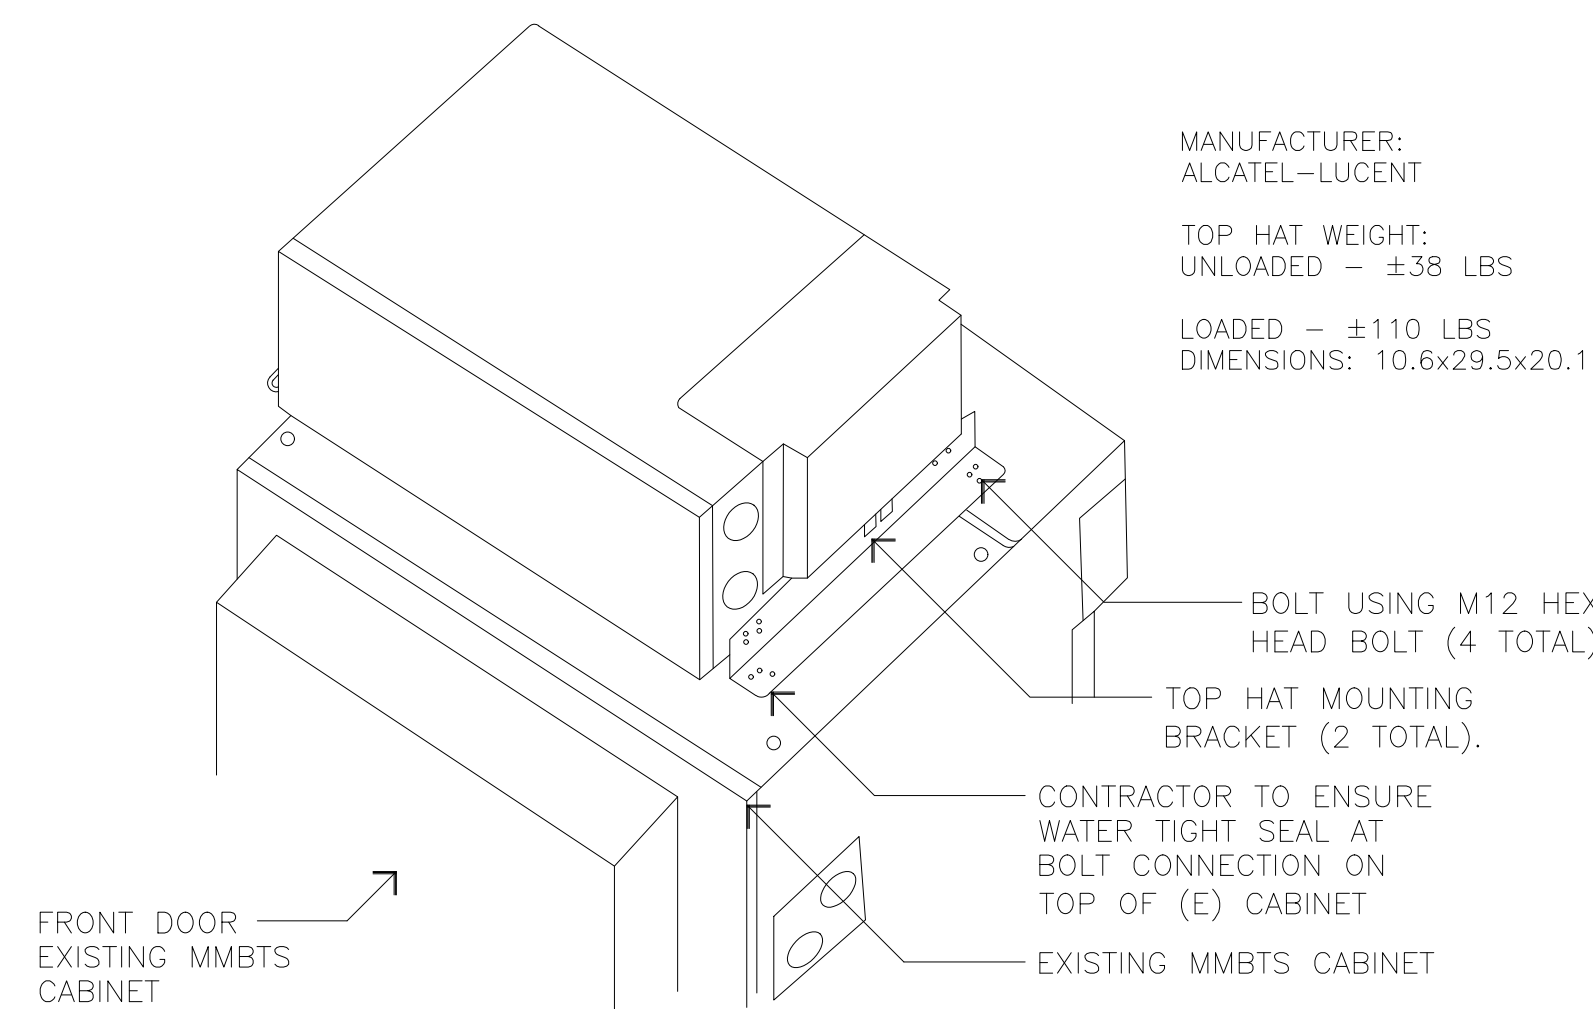 MANUFACTURER:
ALCATEL-LUCENT
TOP HAT WEIGHT:
UNLOADED - ±38 LBS
LOADED - ±110 LBS
DIMENSIONS: 10.6x29.5x20.1
BOLT USING M12 HEX
HEAD BOLT (4 TOTAL)
TOP HAT MOUNTING
BRACKET (2 TOTAL).
CONTRACTOR TO ENSURE
WATER TIGHT SEAL AT
BOLT CONNECTION ON
TOP OF (E) CABINET
EXISTING MMBTS CABINET
FRONT DOOR
EXISTING MMBTS
CABINET